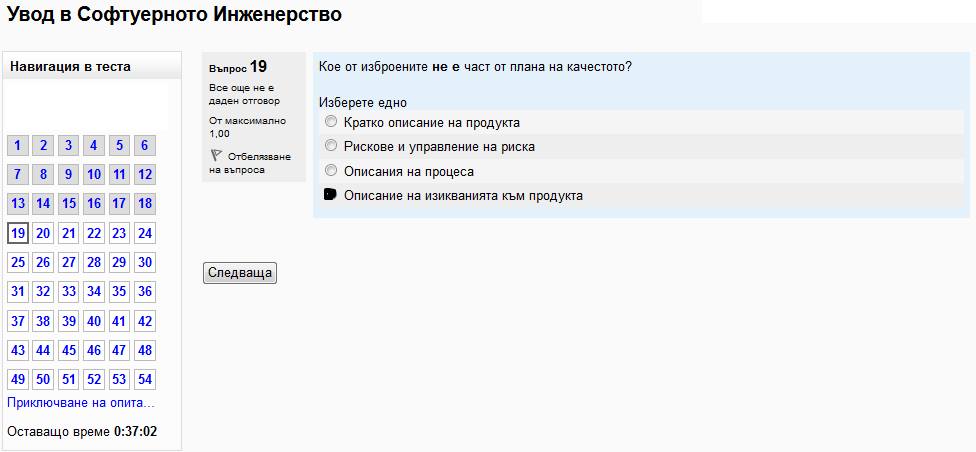 Увод в Софтуерното Инженерство
Навигация в теста
1 2 3 4 5 6
7 8 9 10 11 12
13 14 15 16 17 18
19 20 21 22 23 24
25 26 27 28 29 30
31 32 33 34 35 36
37 38 39 40 41 42
43 44 45 46 47 48
49 50 51 52 53 54
Приключване на опита...
Оставащо време 0:37:02
Въпрос 19
Все още не е
даден отговор
От максимално
1,00
Отбелязване
на въпроса
Кое от изброените не е част от плана на качестото?
Изберете едно
Кратко описание на продукта
Рискове и управление на риска
Описания на процеса
Описание на изикванията към продукта
Следваща